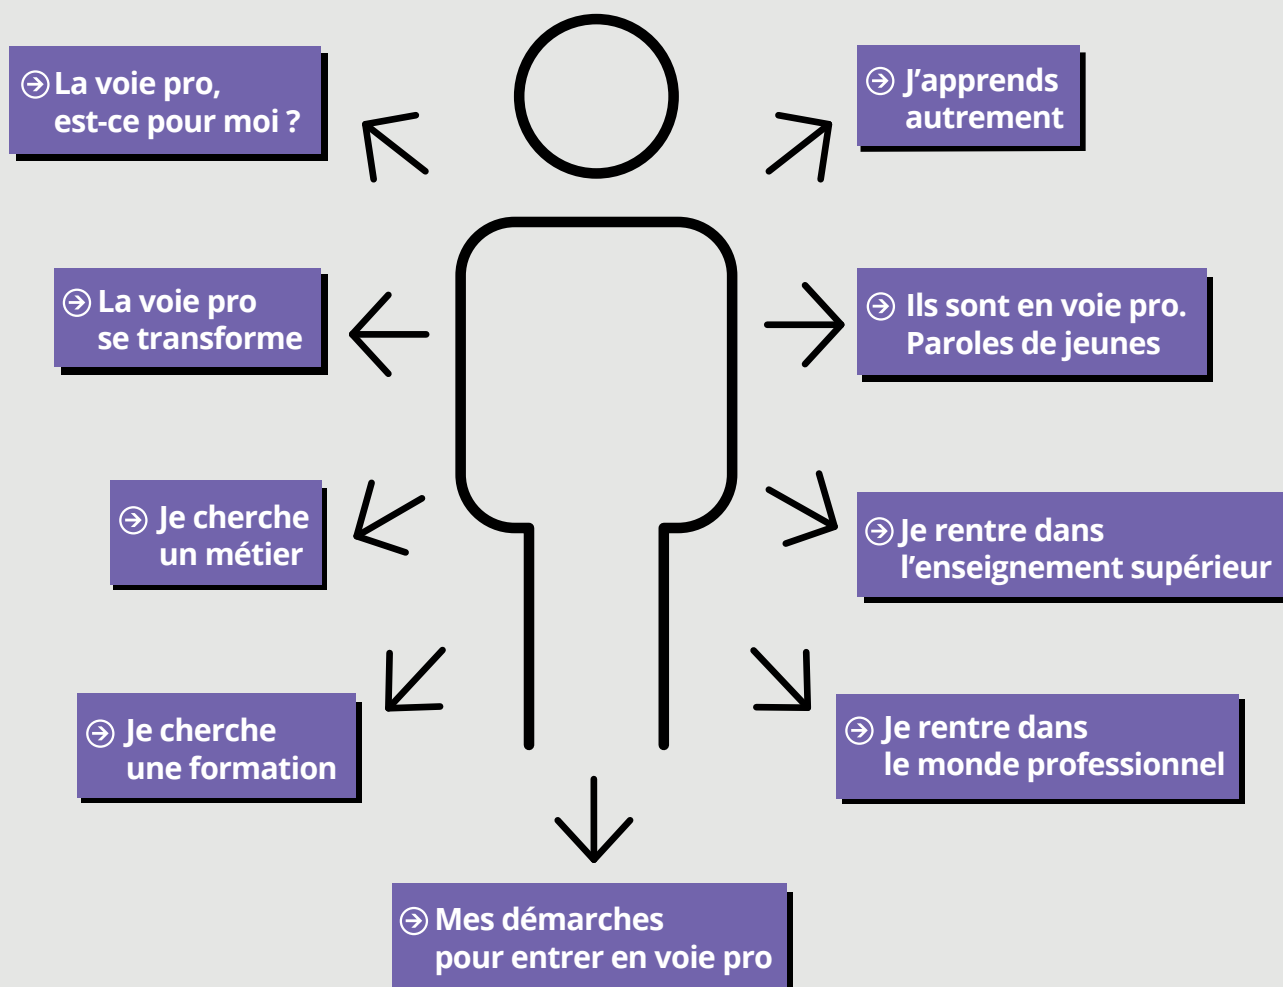 La voie pro,
est-ce pour moi ?
J’apprends
autrement
La voie pro
se transforme
Ils sont en voie pro.
Paroles de jeunes
Je cherche
un métier
Je rentre dans
l’enseignement supérieur
Je cherche
une formation
Je rentre dans
le monde professionnel
Mes démarches
pour entrer en voie pro